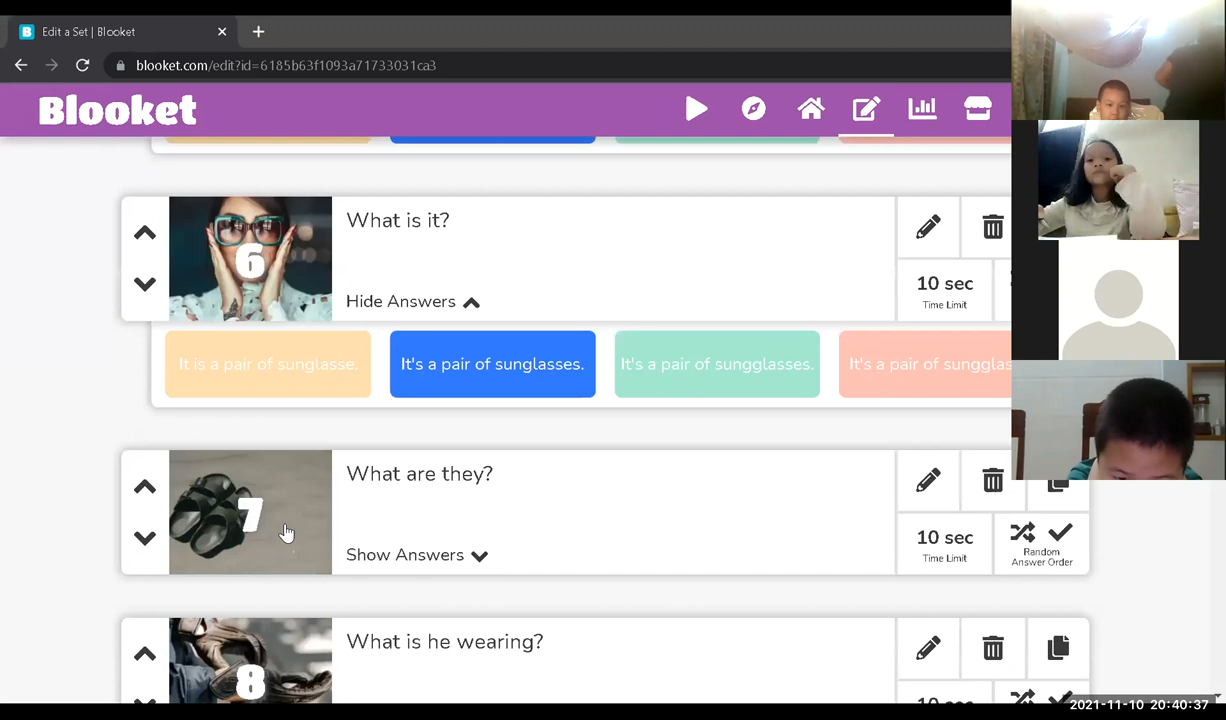 Edit a Set | Blooket
blooket.com/edit?id=6185b63f1093a71733031ca3
Blooket
6
What is it?
Hide Answers
10 sec
Time Limit
It is a pair of sunglasse.
It's a pair of sunglasses.
It's a pair of sungglasses.
It's a pair of sungglas
7
What are they?
Show Answers
10 sec
Time Limit
Random
Answer Order
8
What is he wearing?
10 sec
2021-11-10 20:40:37